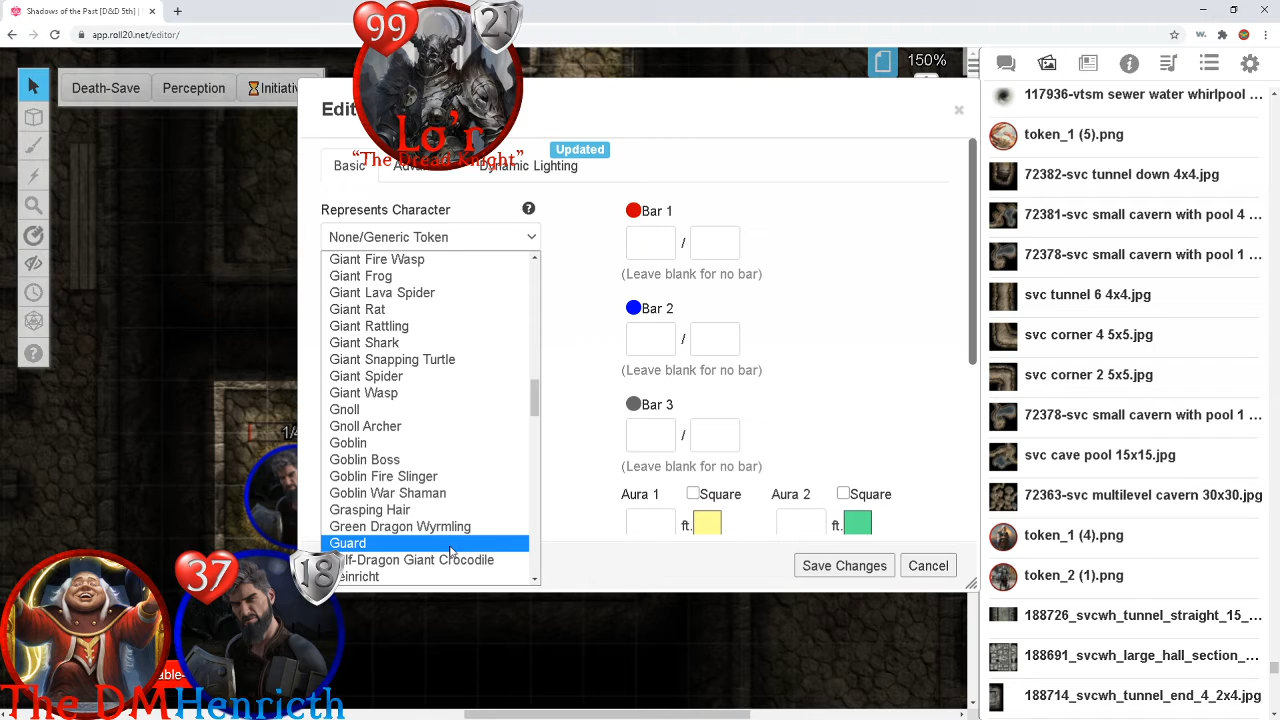 Shadows of the Past [D&D 5th] |
app.roll20.net/editor/
99
21
150%
Death-Save
Perception
Lo'r
"The Dread Knight"
Updated
Basic
Dynamic Lighting
Represents Character
None/Generic Token
Giant Fire Wasp
Giant Frog
Giant Lava Spider
Giant Rat
Giant Rattling
Giant Shark
Giant Snapping Turtle
Giant Spider
Giant Wasp
Gnoll
Gnoll Archer
Goblin
Goblin Boss
Goblin Fire Slinger
Goblin War Shaman
Grasping Hair
Green Dragon Wyrmling
Guard
lf-Dragon Giant Crocodile
einricht
Bar 1
/
(Leave blank for no bar)
Bar 2
/
(Leave blank for no bar)
Bar 3
/
(Leave blank for no bar)
Aura 1
Square
Aura 2
Square
ft.
ft.
Save Changes
Cancel
37
18
The DM
Henrieth
117936-vtsm sewer water whirlpool ...
token_1 (5).png
72382-svc tunnel down 4x4.jpg
72381-svc small cavern with pool 4 ...
72378-svc small cavern with pool 1 ...
svc tunnel 4 4x4.jpg
svc corner 4 5x5.jpg
svc corner 2 5x5.jpg
72378-svc small cavern with pool 1 ...
svc cave pool 15x15.jpg
72363-svc multilevel cavern 30x30.jpg
token_1 (4).png
token_2 (1).png
188726_svcwh_tunnel_straight_15_...
188691_svcwh_large_hall_section_...
188714_svcwh_tunnel_end_4_2x4.jpg